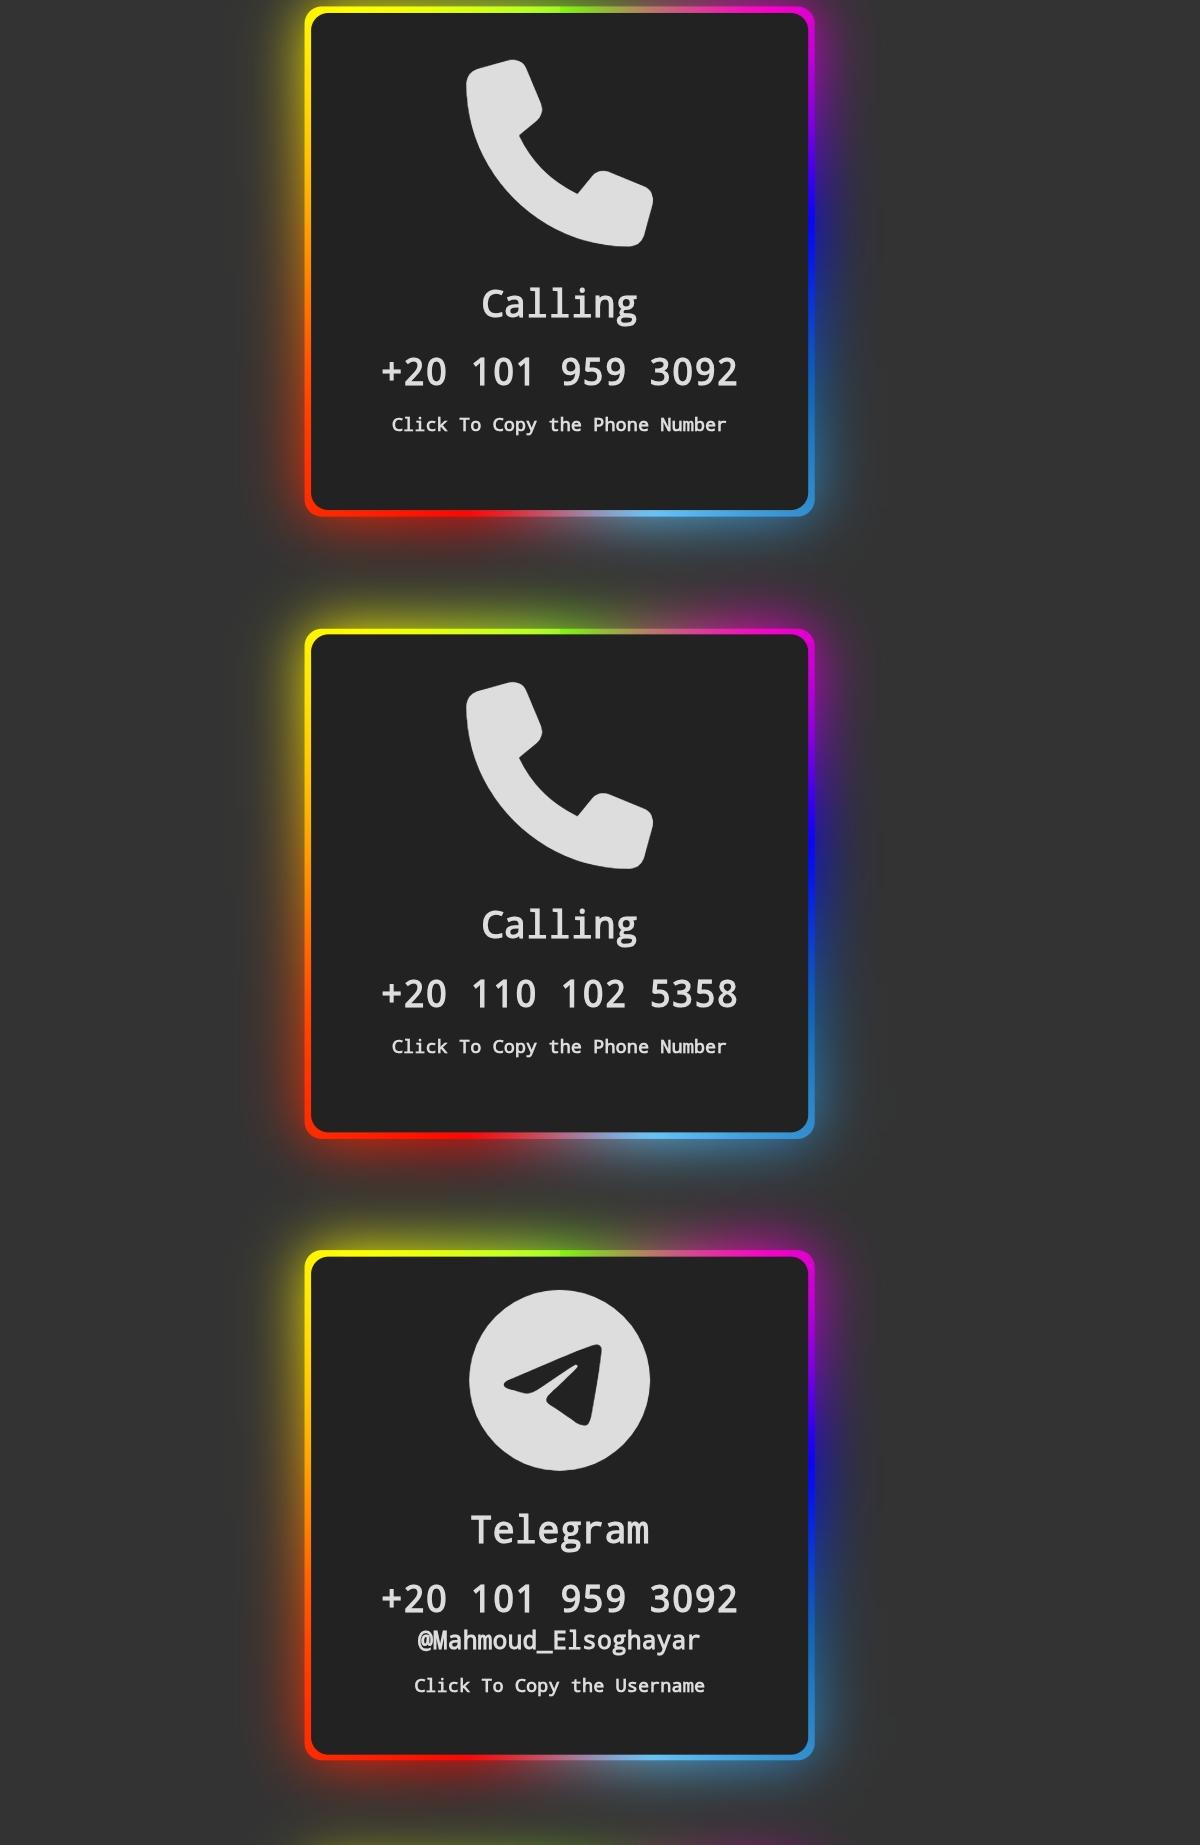 Calling
+20 101 959 3092
Click To Copy the Phone Number
Calling
+20 110 102 5358
Click To Copy the Phone Number
Telegram
+20 101 959 3092
@Mahmoud_Elsoghayar
Click To Copy the Username